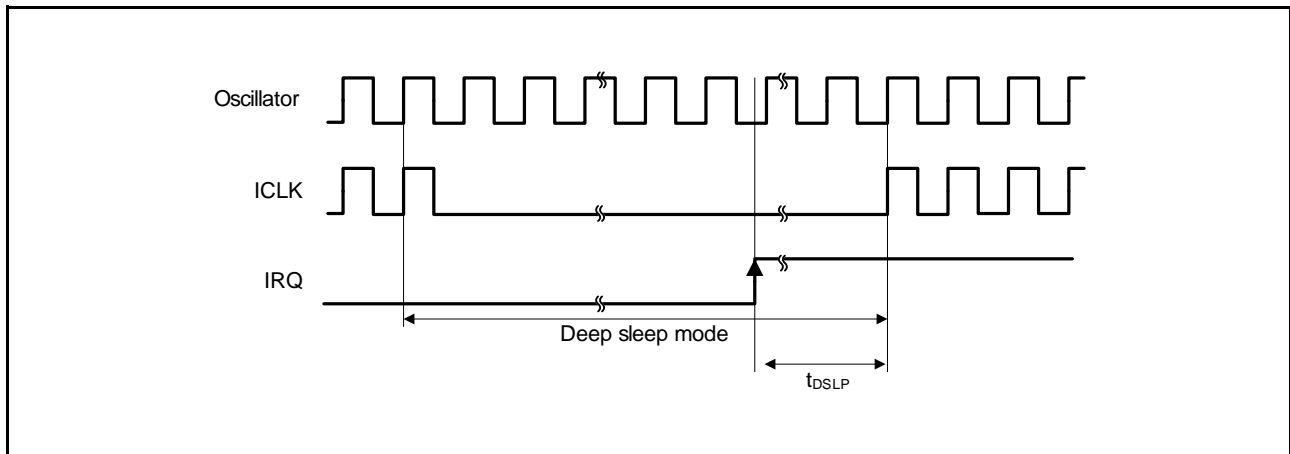 Oscillator
ICLK
IRQ
Deep sleep mode
tDSLP